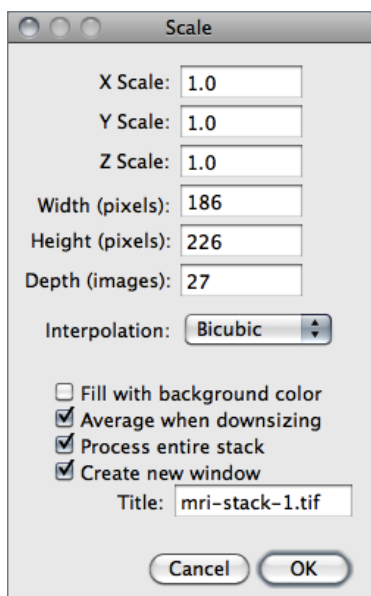 Scale
X Scale: 1.0
Y Scale: 1.0
Z Scale: 1.0
Width (pixels): 186
Height (pixels): 226
Depth (images): 27
Interpolation: Bicubic
Fill with background color
Average when downsizing
Process entire stack
Create new window
Title: mri-stack-1.tif
Cancel OK